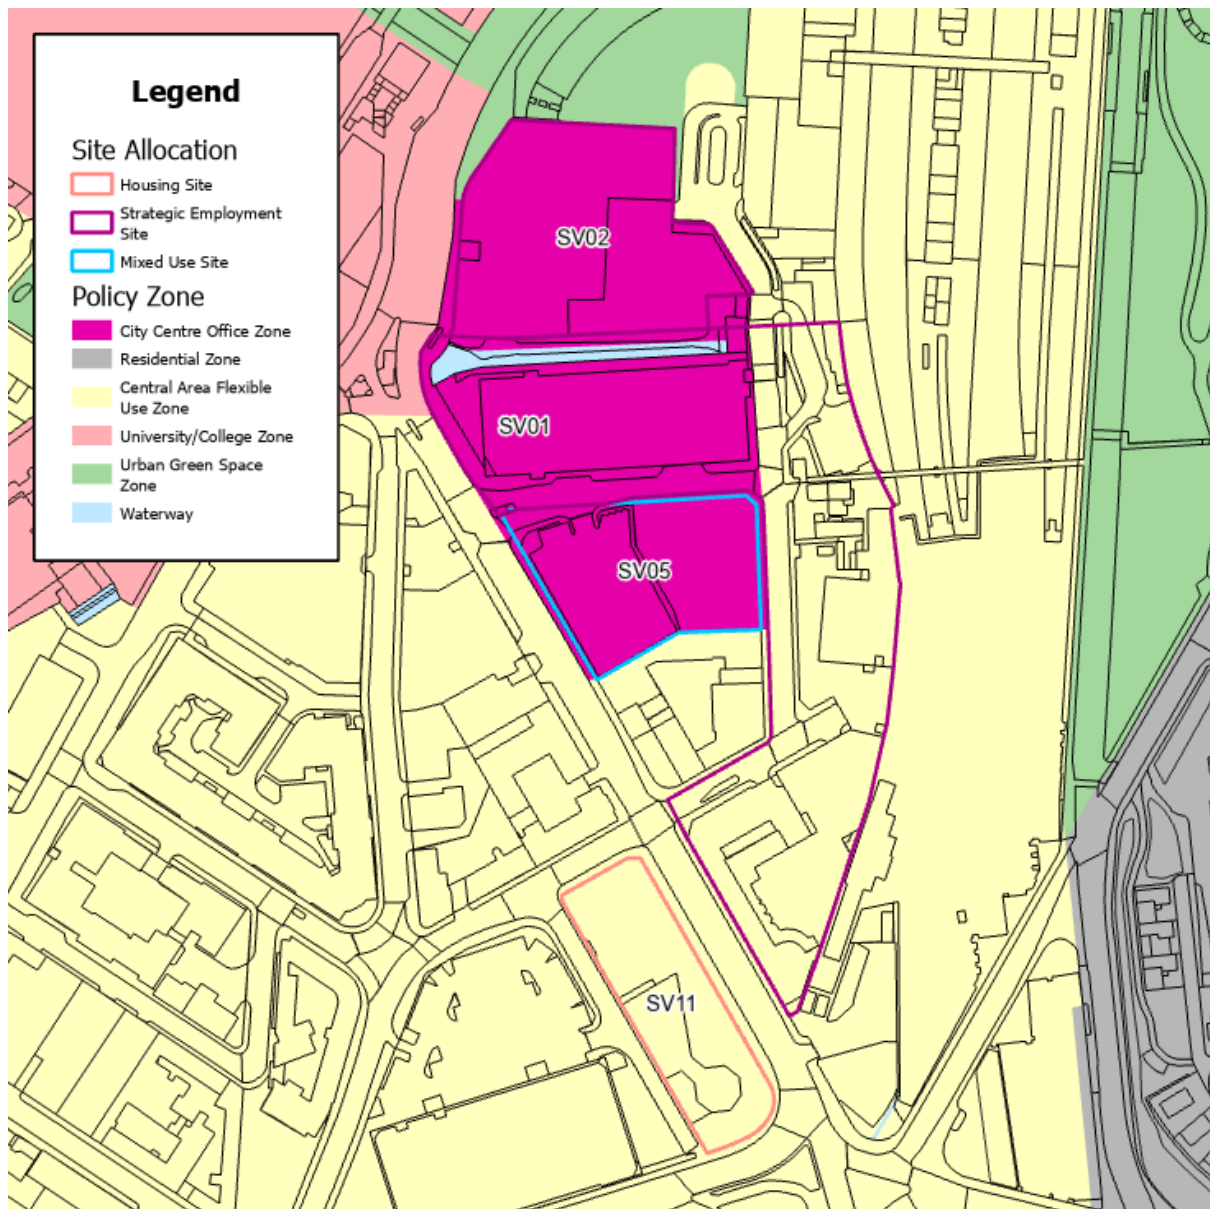 Legend
Site Allocation
Housing Site
Strategic Employment
Site
Mixed Use Site
Policy Zone
City Centre Office Zone
Residential Zone
Central Area Flexible
Use Zone
University/College Zone
Urban Green Space
Zone
Waterway
SV02
SV01
SV05
SV11